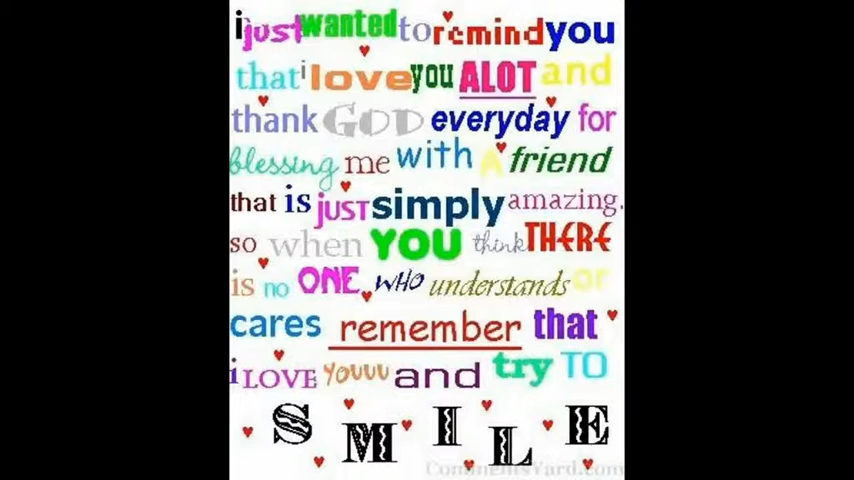 i just wanted to remind you
that i love you ALOT and
thank GOD everyday for
blessing me with A friend
that is JUST simply amazing.
so when YOU think THERE
is no ONE WHO understands or
cares remember that
i LOVE YOUUU and try TO
SMILE
CommentsYard.com